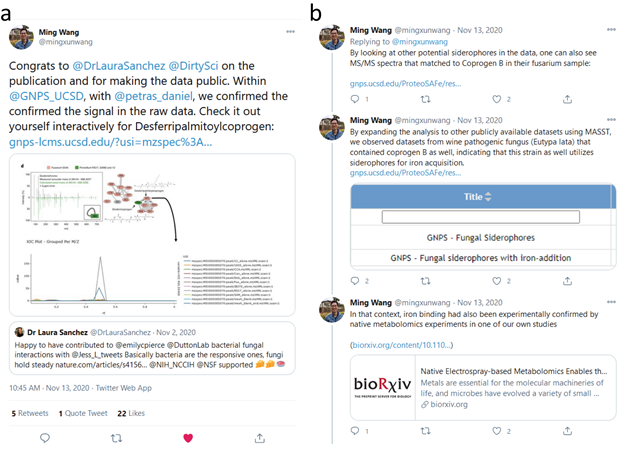 a
Ming Wang
@mingxunwang
Congrats to @DrLauraSanchez @DirtySci on the
publication and for making the data public. Within
@GNPS_UCSD, with @petras_daniel, we confirmed the
confirmed the signal in the raw data. Check it out
yourself interactively for Desferripalmitoylcoprogen:
gnps-lcms.ucsd.edu/?usi=mzspec%3A...
XIC Plot - Grouped Per M/Z
Dr Laura Sanchez @DrLauraSanchez · Nov 2, 2020
Happy to have contributed to @emilycpierce @DuttonLab bacterial fungal
interactions with @Jess_L_tweets Basically bacteria are the responsive ones, fungi
hold steady nature.com/articles/s4156... @NIH_NCCIH @NSF supported
10:45 AM · Nov 13, 2020 · Twitter Web App
5 Retweets 1 Quote Tweet 22 Likes
b
Ming Wang @mingxunwang · Nov 13, 2020
Replying to @mingxunwang
By looking at other potential siderophores in the data, one can also see
MS/MS spectra that matched to Coprogen B in their fusarium sample:
gnps.ucsd.edu/ProteoSAFe/res...
1 2
Ming Wang @mingxunwang · Nov 13, 2020
By expanding the analysis to other publicly available datasets using MASST,
we observed datasets from wine pathogenic fungus (Eutypa lata) that
contained coprogen B as well, indicating that this strain as well utilizes
siderophores for iron acquisition.
gnps.ucsd.edu/ProteoSAFe/res...
Title
GNPS - Fungal Siderophores
GNPS - Fungal siderophores with Iron-addition
2 2
Ming Wang @mingxunwang · Nov 13, 2020
In that context, iron binding had also been experimentally confirmed by
native metabolomics experiments in one of our own studies
(biorxiv.org/content/10.110...)
bioRxiv
THE PREPRINT SERVER FOR BIOLOGY
Native Electrospray-based Metabolomics Enables th...
Metals are essential for the molecular machineries of
life, and microbes have evolved a variety of small ...
biorxiv.org
1 2